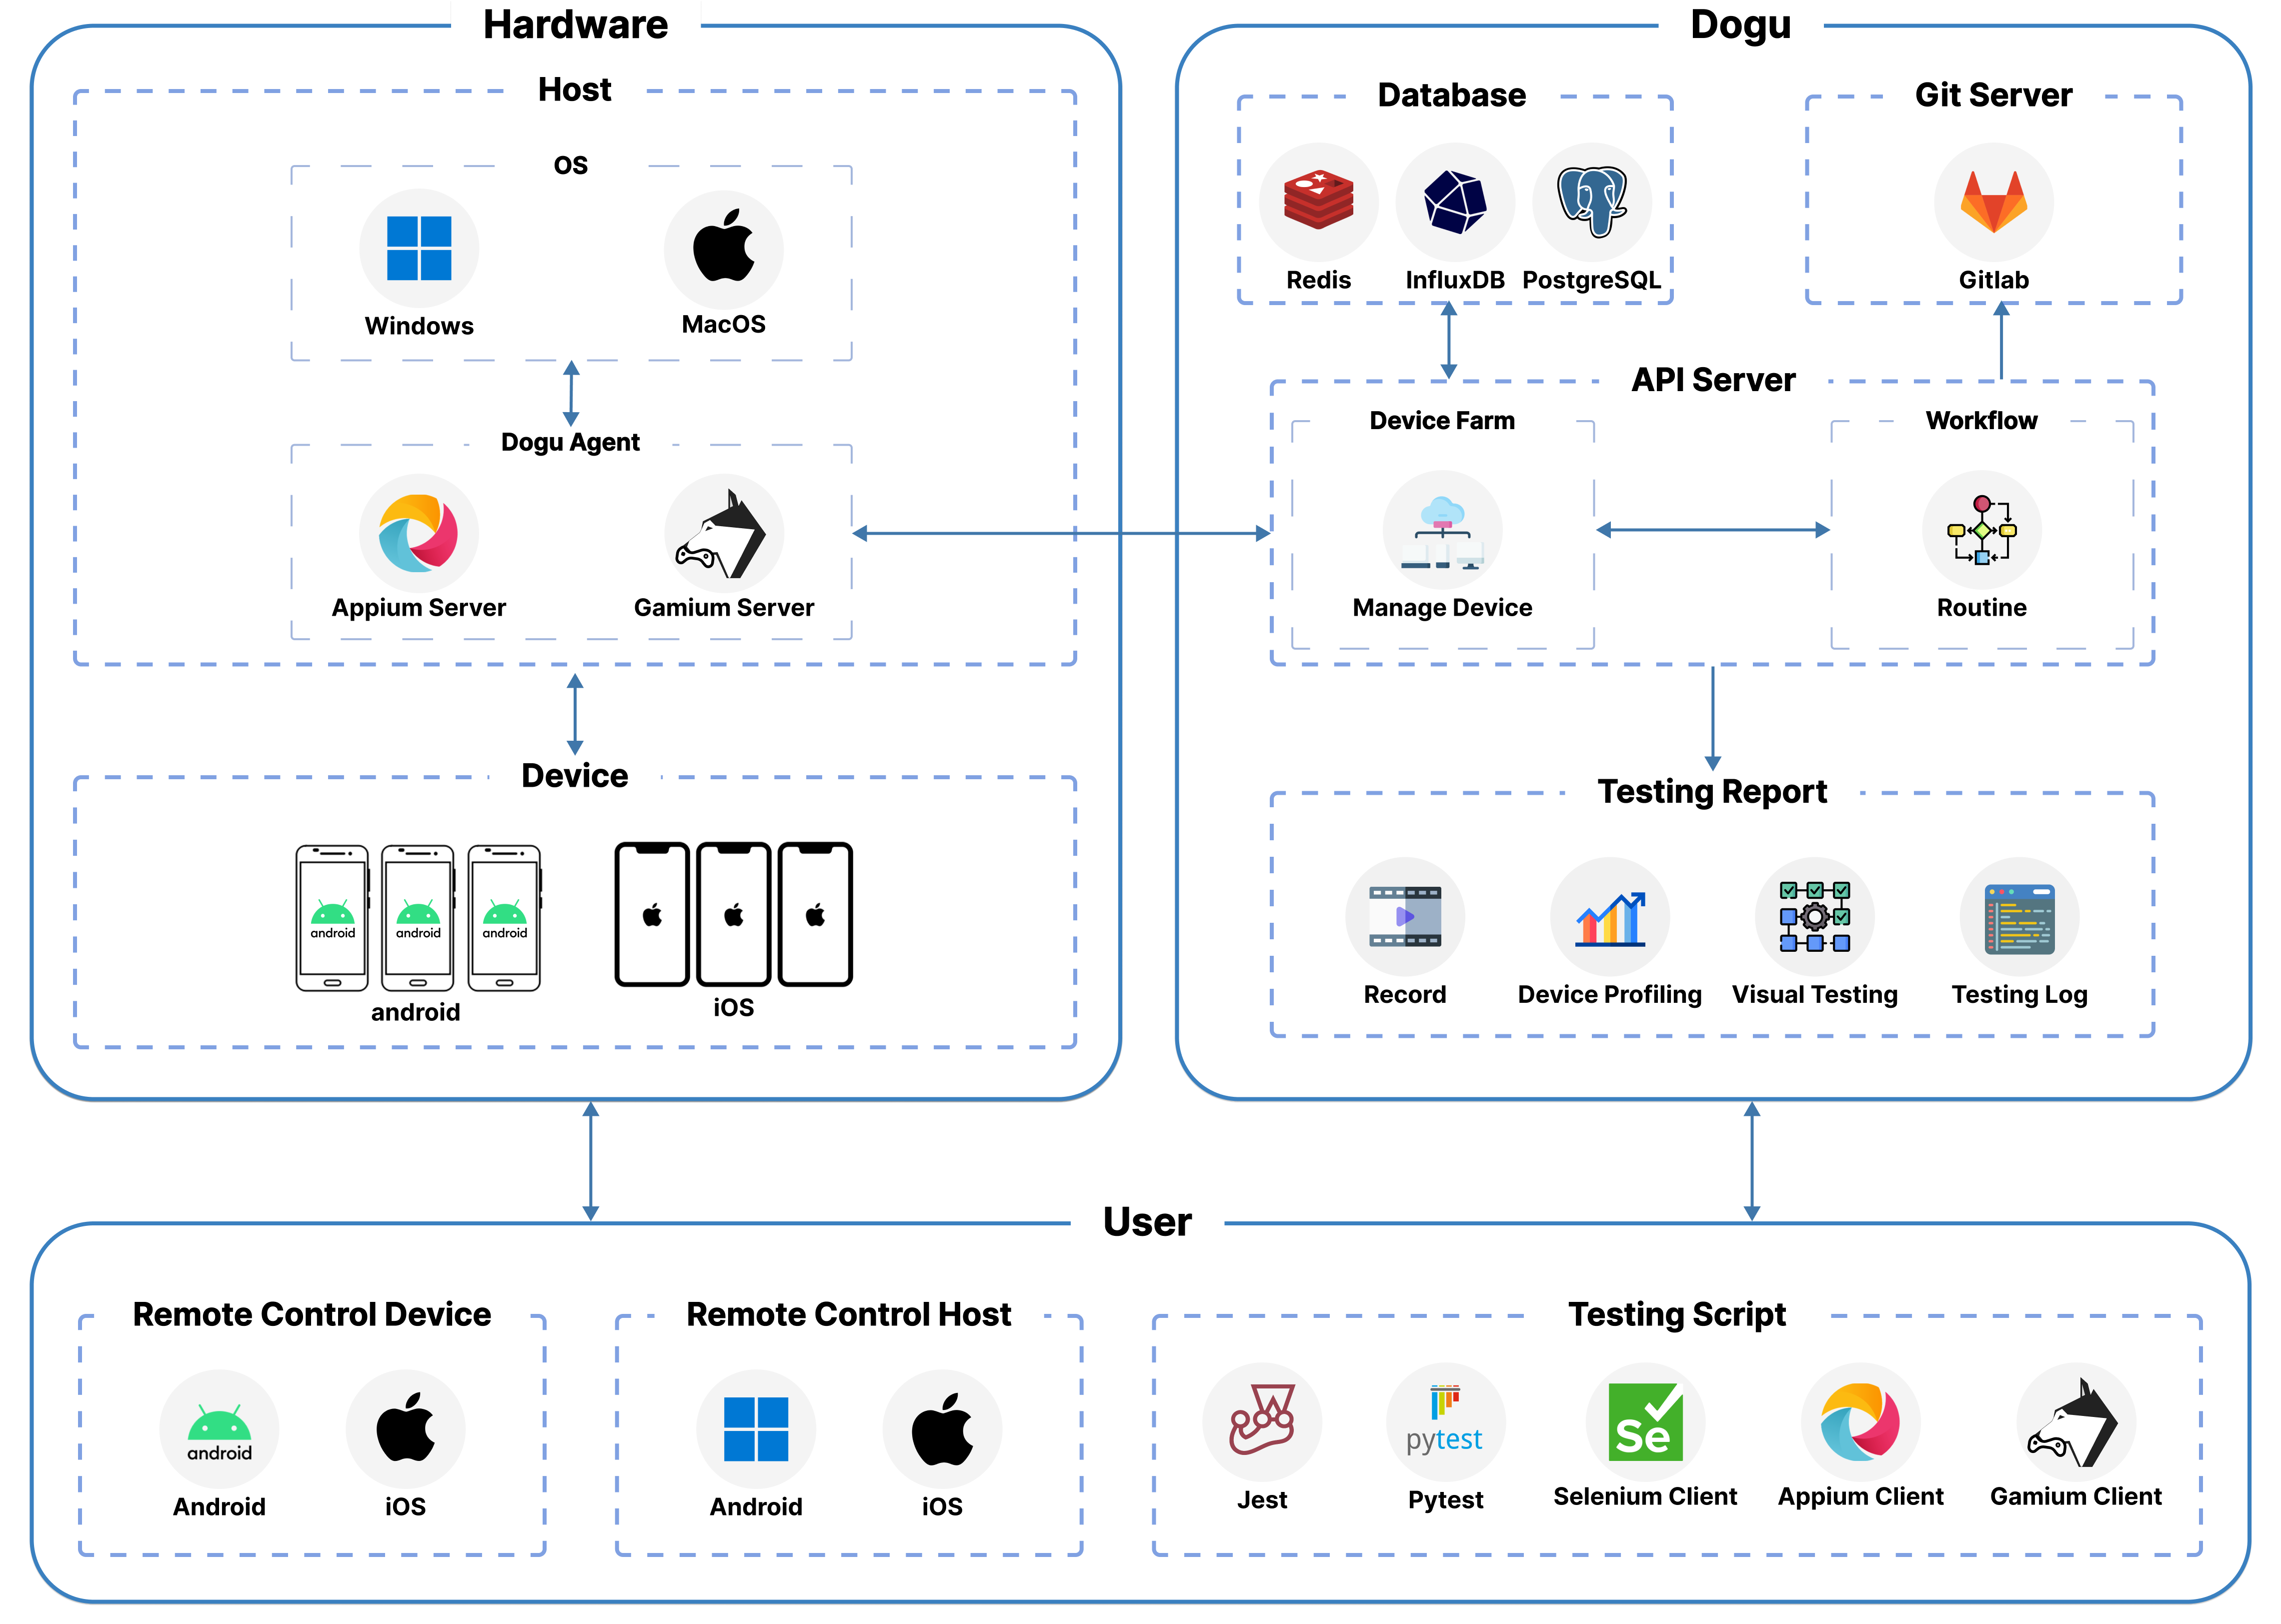 Hardware
Host
OS
Windows
MacOS
Dogu Agent
Appium Server
Gamium Server
Device
android
android
android
android
iOS
Dogu
Database
Redis
InfluxDB
PostgreSQL
Git Server
Gitlab
API Server
Device Farm
Manage Device
Workflow
Routine
Testing Report
Record
Device Profiling
Visual Testing
Testing Log
User
Remote Control Device
android
Android
iOS
Remote Control Host
Android
iOS
Testing Script
Jest
pytest
Pytest
Se
Selenium Client
Appium Client
Gamium Client